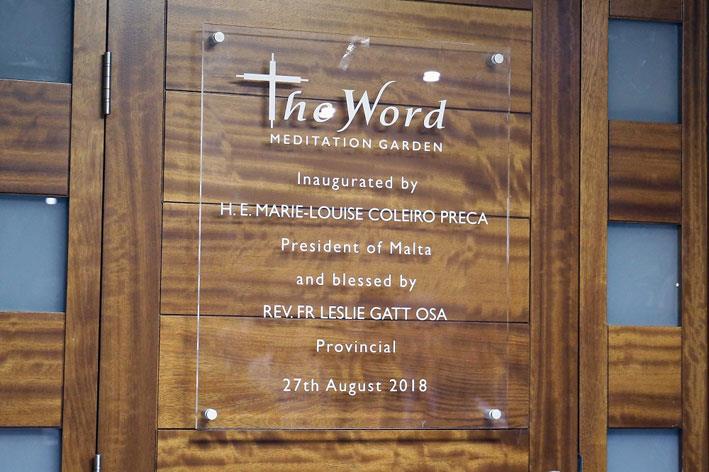 The Word
MEDITATION GARDEN
Inaugurated by
H. E. MARIE-LOUISE COLEIRO PRECA
President of Malta
and blessed by
REV. FR LESLIE GATT OSA
Provincial
27th August 2018